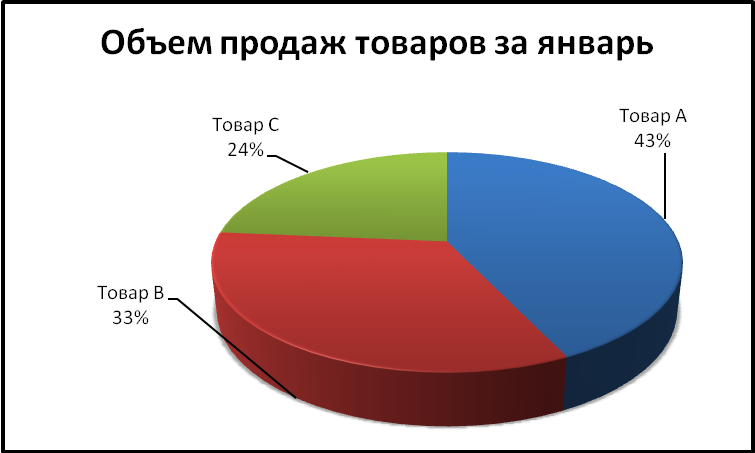 Объем продаж товаров за январь
Товар A
43%
Товар C
24%
Товар B
33%